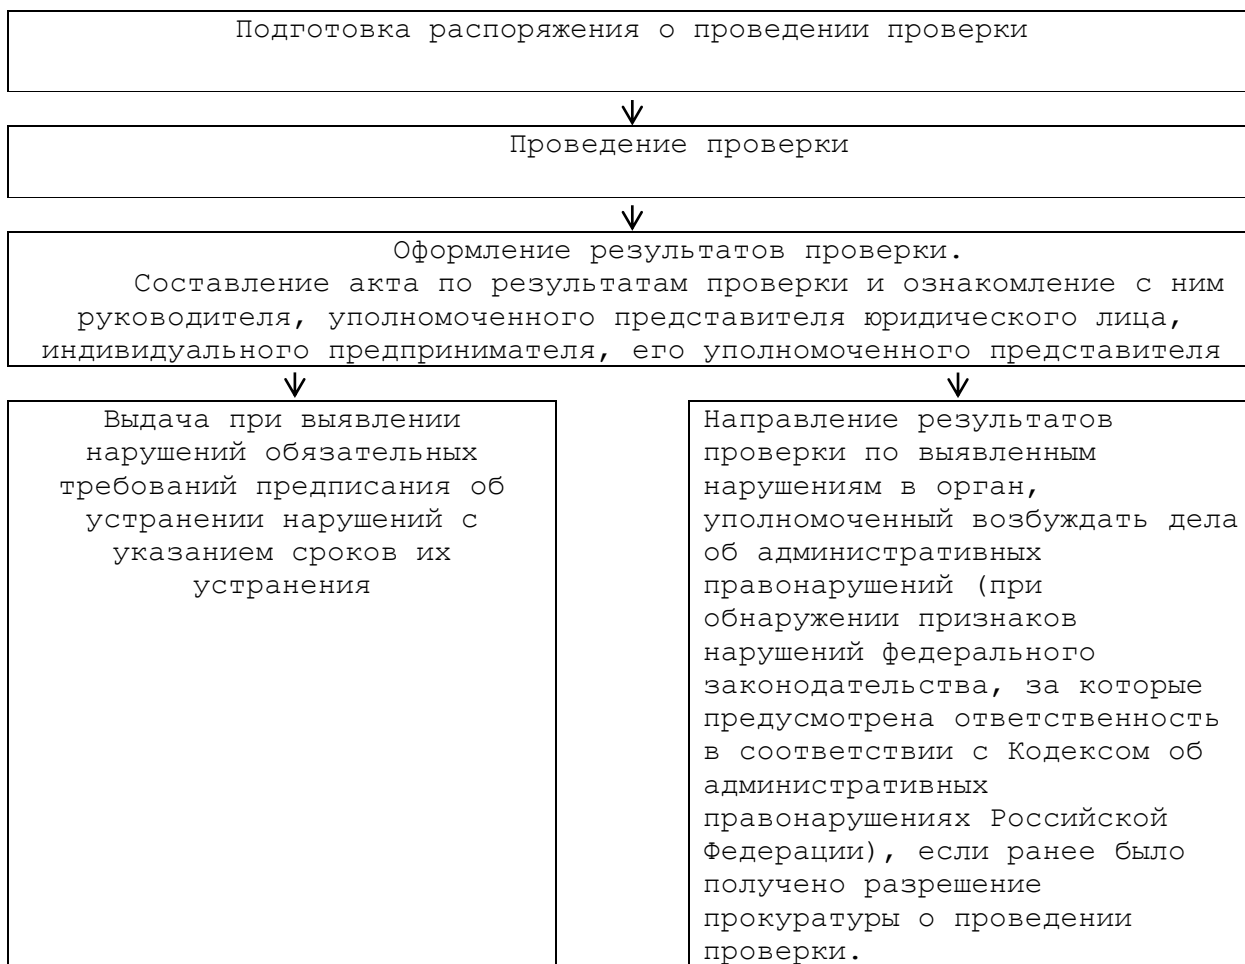 Подготовка распоряжения о проведении проверки
Проведение проверки
Оформление результатов проверки.
Составление акта по результатам проверки и ознакомление с ним
руководителя, уполномоченного представителя юридического лица,
индивидуального предпринимателя, его уполномоченного представителя
Выдача при выявлении
нарушений обязательных
требований предписания об
устранении нарушений с
указанием сроков их
устранения
Направление результатов
проверки по выявленным
нарушениям в орган,
уполномоченный возбуждать дела
об административных
правонарушений (при
обнаружении признаков
нарушений федерального
законодательства, за которые
предусмотрена ответственность
в соответствии с Кодексом об
административных
правонарушениях Российской
Федерации), если ранее было
получено разрешение
прокуратуры о проведении
проверки.